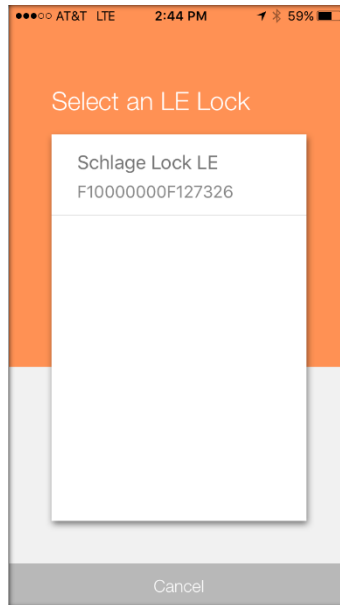 AT&T LTE 2:44 PM 59%
Select an LE Lock
Schlage Lock LE
F10000000F127326
Cancel